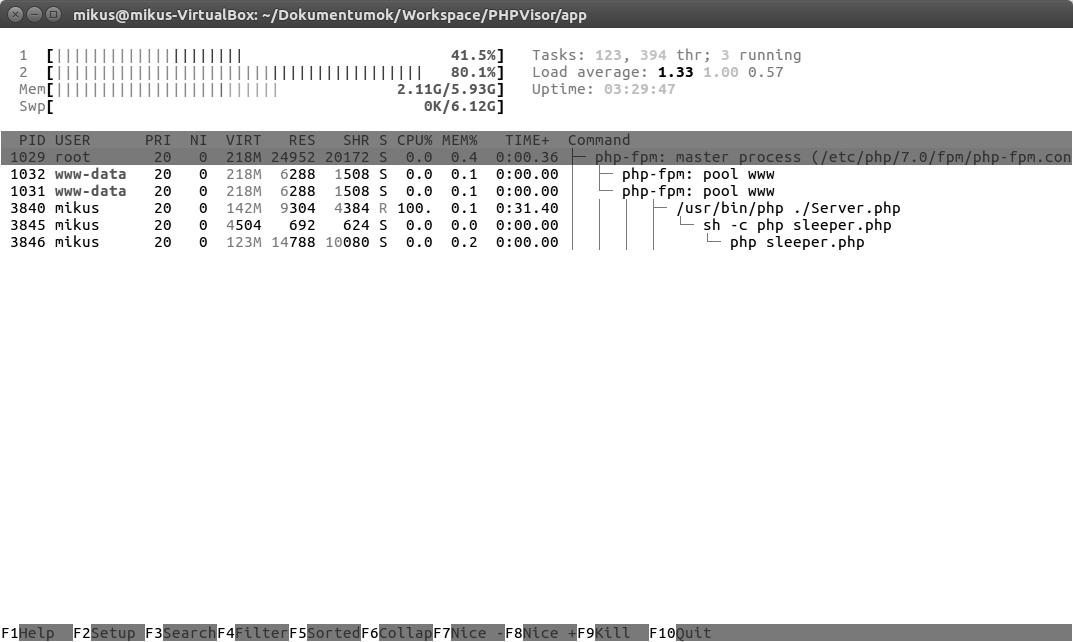 mikus@mikus-VirtualBox: ~/Dokumentumok/Workspace/PHPVisor/app
1 [||||||||||||||||||||| 41.5%] Tasks: 123, 394 thr; 3 running
2 [||||||||||||||||||||||||||||||||||||||||| 80.1%] Load average: 1.33 1.00 0.57
Mem[||||||||||||||||||||||||| 2.11G/5.93G] Uptime: 03:29:47
Swp[ 0K/6.12G]
PID USER PRI NI VIRT RES SHR S CPU% MEM% TIME+ Command
1029 root 20 0 218M 24952 20172 S 0.0 0.4 0:00.36 ├─ php-fpm: master process (/etc/php/7.0/fpm/php-fpm.con
1032 www-data 20 0 218M 6288 1508 S 0.0 0.1 0:00.00 │ ├─ php-fpm: pool www
1031 www-data 20 0 218M 6288 1508 S 0.0 0.1 0:00.00 │ └─ php-fpm: pool www
3840 mikus 20 0 142M 9304 4384 R 100. 0.1 0:31.40 │ │ │ ├─ /usr/bin/php ./Server.php
3845 mikus 20 0 4504 692 624 S 0.0 0.0 0:00.00 │ │ │ │ └─ sh -c php sleeper.php
3846 mikus 20 0 123M 14788 10080 S 0.0 0.2 0:00.00 │ │ │ │ └─ php sleeper.php
F1Help F2Setup F3SearchF4FilterF5SortedF6CollapF7Nice -F8Nice +F9Kill F10Quit